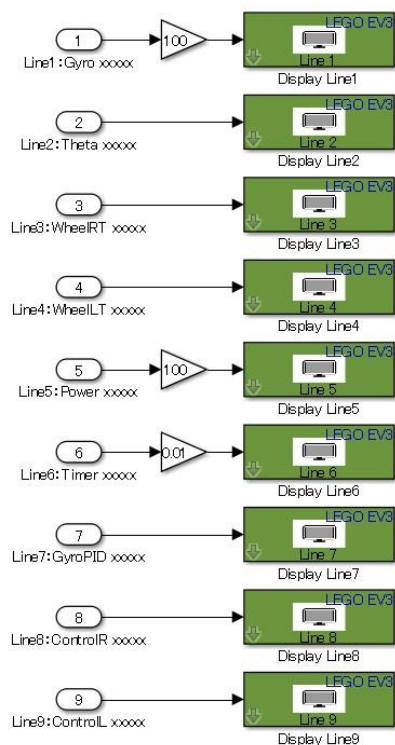 LEGO EV3
1
100
Line 1
Line1:Gyro xxxxx
Display Line1
LEGO EV3
2
Line 2
Line2:Theta xxxxx
Display Line2
LEGO EV3
3
Line 3
Line3:WheelRT xxxxx
Display Line3
LEGO EV3
4
Line 4
Line4:WheelLT xxxxx
Display Line4
LEGO EV3
5
100
Line 5
Line5:Power xxxxx
Display Line5
LEGO EV3
6
0.01
Line 6
Line6:Timer xxxxx
Display Line6
LEGO EV3
7
Line 7
Line7:GyroPID xxxxx
Display Line7
LEGO EV3
8
Line 8
Line8:ControlR xxxxx
Display Line8
LEGO EV3
9
Line 9
Line9:ControlL xxxxx
Display Line9